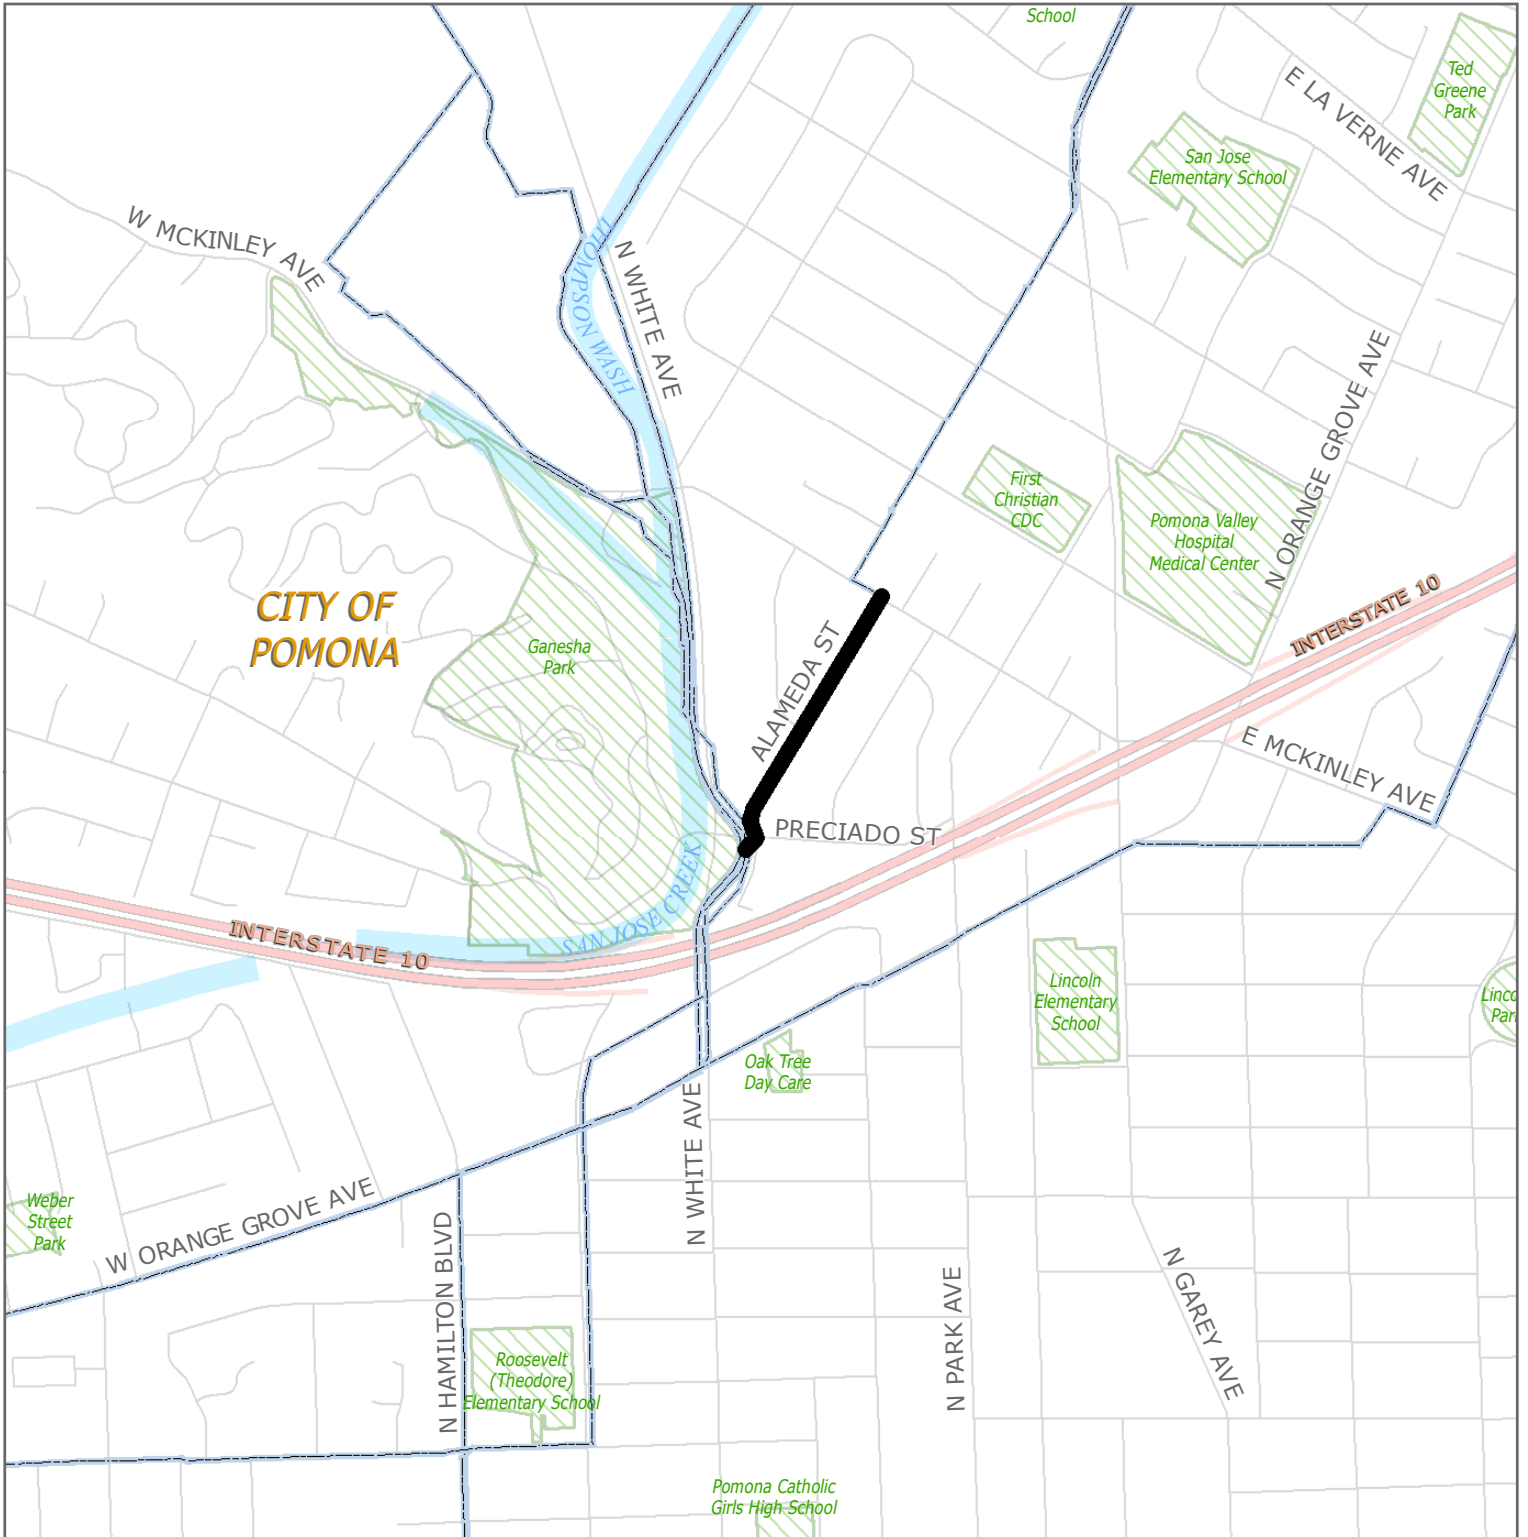 School
Ted
Greene
Park
E LA VERNE AVE
San Jose
Elementary School
W MCKINLEY AVE
THOMPSON WASH
N WHITE AVE
N ORANGE GROVE AVE
First
Christian
CDC
Pomona Valley
Hospital
Medical Center
CITY OF
POMONA
INTERSTATE 10
Ganesha
Park
ALAMEDA ST
E MCKINLEY AVE
PRECIADO ST
SAN JOSE CREEK
INTERSTATE 10
Lincoln
Elementary
School
Linco
Par
Oak Tree
Day Care
N WHITE AVE
Weber
Street
Park
W ORANGE GROVE AVE
N HAMILTON BLVD
N PARK AVE
N GAREY AVE
Roosevelt
(Theodore)
Elementary School
Pomona Catholic
Girls High School